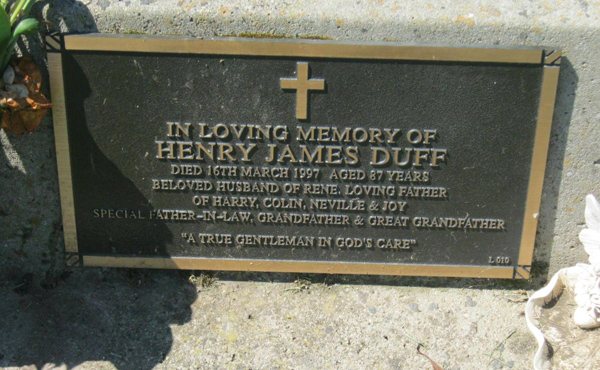 IN LOVING MEMORY OF
HENRY JAMES DUFF
DIED 16TH MARCH 1997 AGED 87 YEARS
BELOVED HUSBAND OF RENE. LOVING FATHER
OF HARRY, COLIN, NEVILLE & JOY
SPECIAL FATHER-IN-LAW, GRANDFATHER & GREAT GRANDFATHER
"A TRUE GENTLEMAN IN GOD'S CARE"
L 010